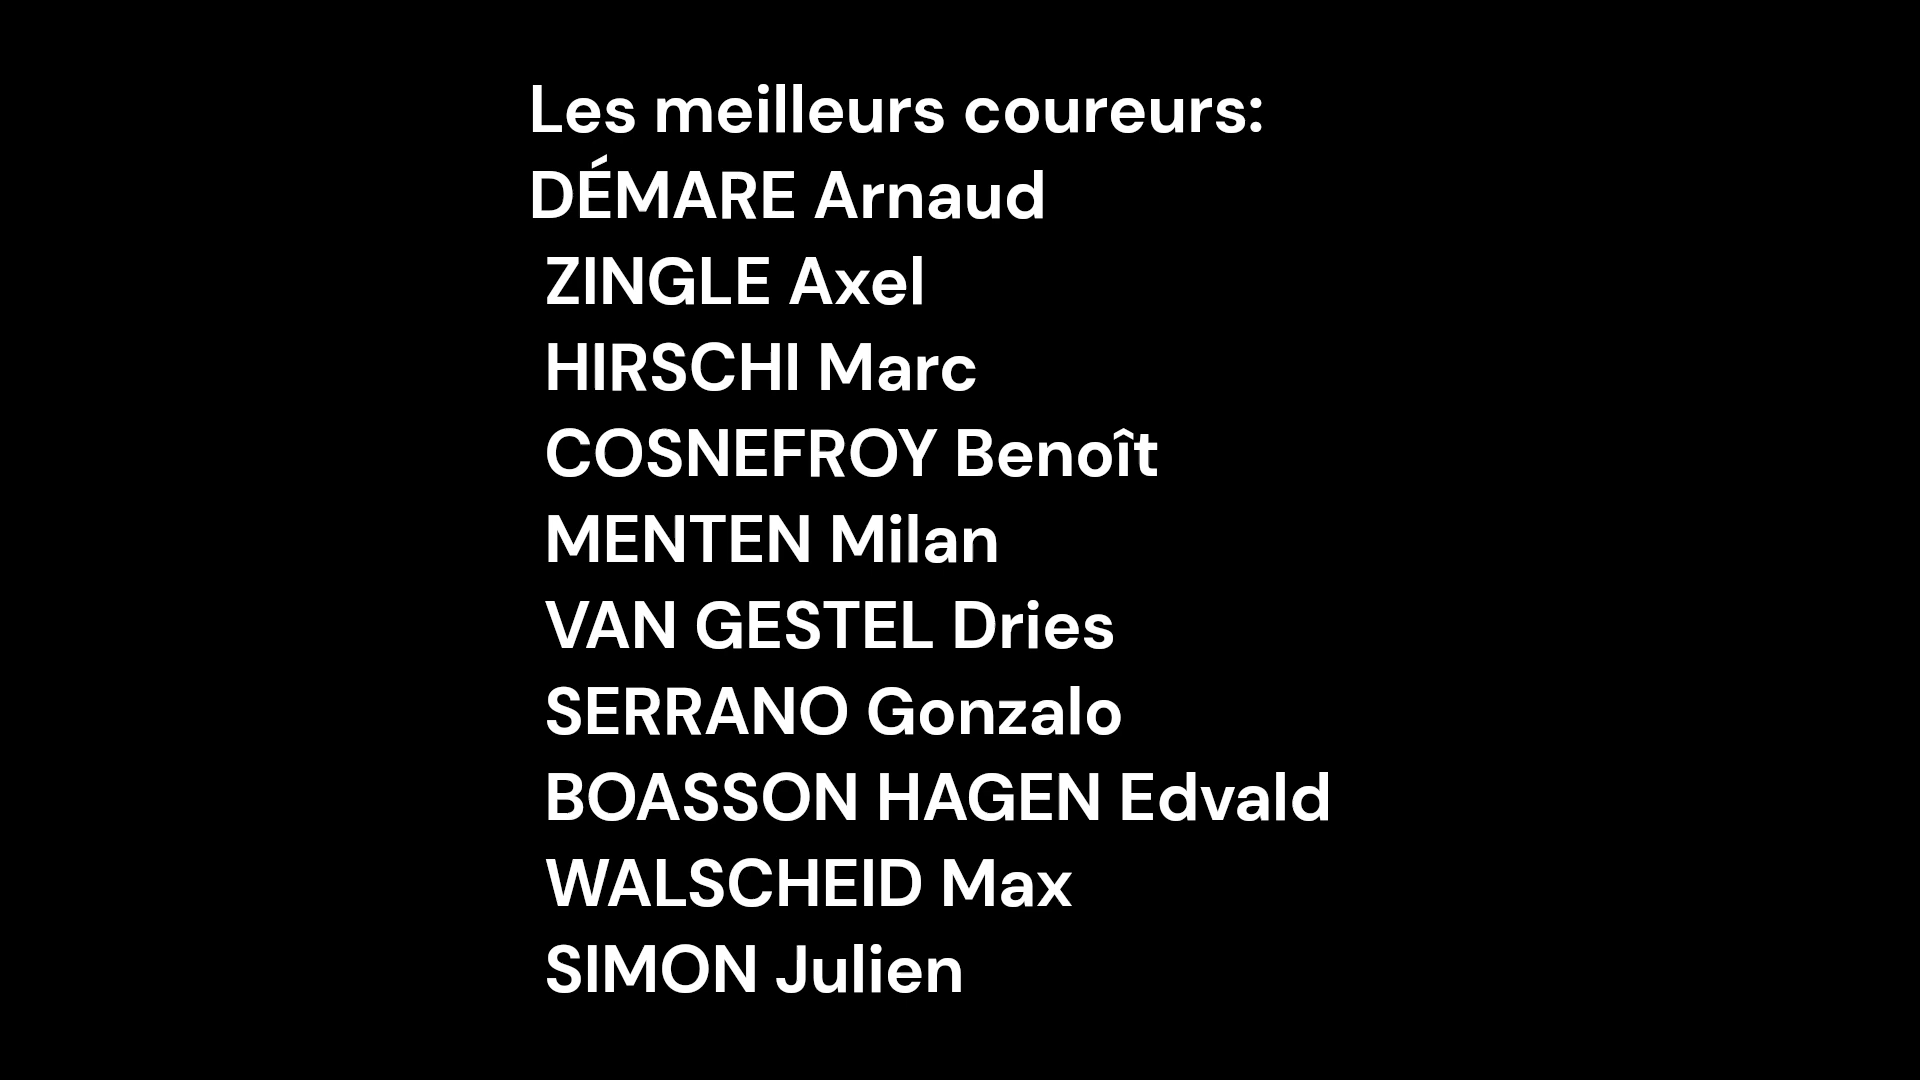 Les meilleurs coureurs:
DÉMARE Arnaud
ZINGLE Axel
HIRSCHI Marc
COSNEFROY Benoît
MENTEN Milan
VAN GESTEL Dries
SERRANO Gonzalo
BOASSON HAGEN Edvald
WALSCHEID Max
SIMON Julien